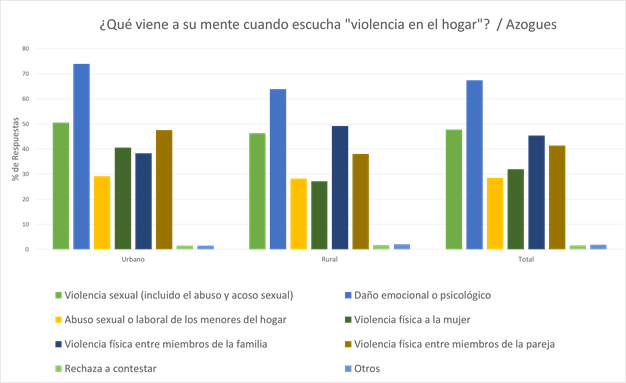 ¿Qué viene a su mente cuando escucha "violencia en el hogar"? / Azogues
80
70
60
50
40
30
20
10
0
% de Respuestas
Urbano Rural Total
Violencia sexual (incluido el abuso y acoso sexual) Daño emocional o psicológico
Abuso sexual o laboral de los menores del hogar Violencia física a la mujer
Violencia física entre miembros de la familia Violencia física entre miembros de la pareja
Rechaza a contestar Otros